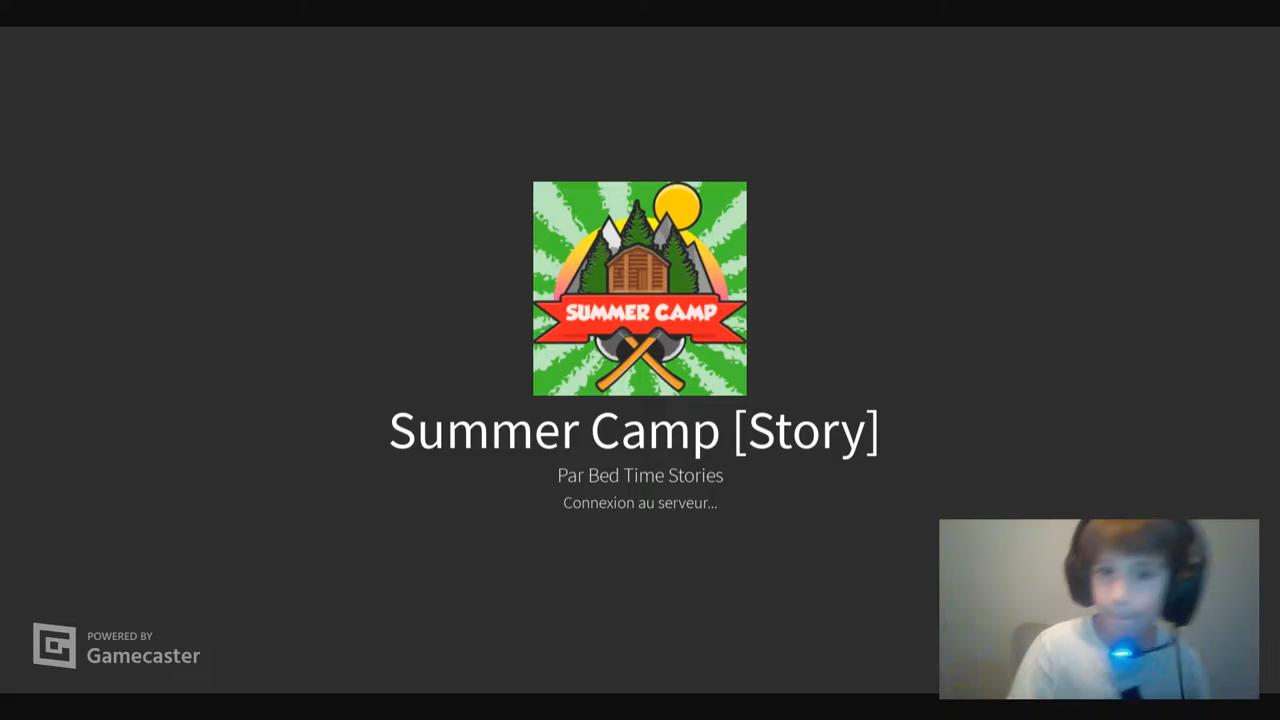 SUMMER CAMP
Summer Camp [Story]
Par Bed Time Stories
Connexion au serveur...
POWERED BY
Gamecaster